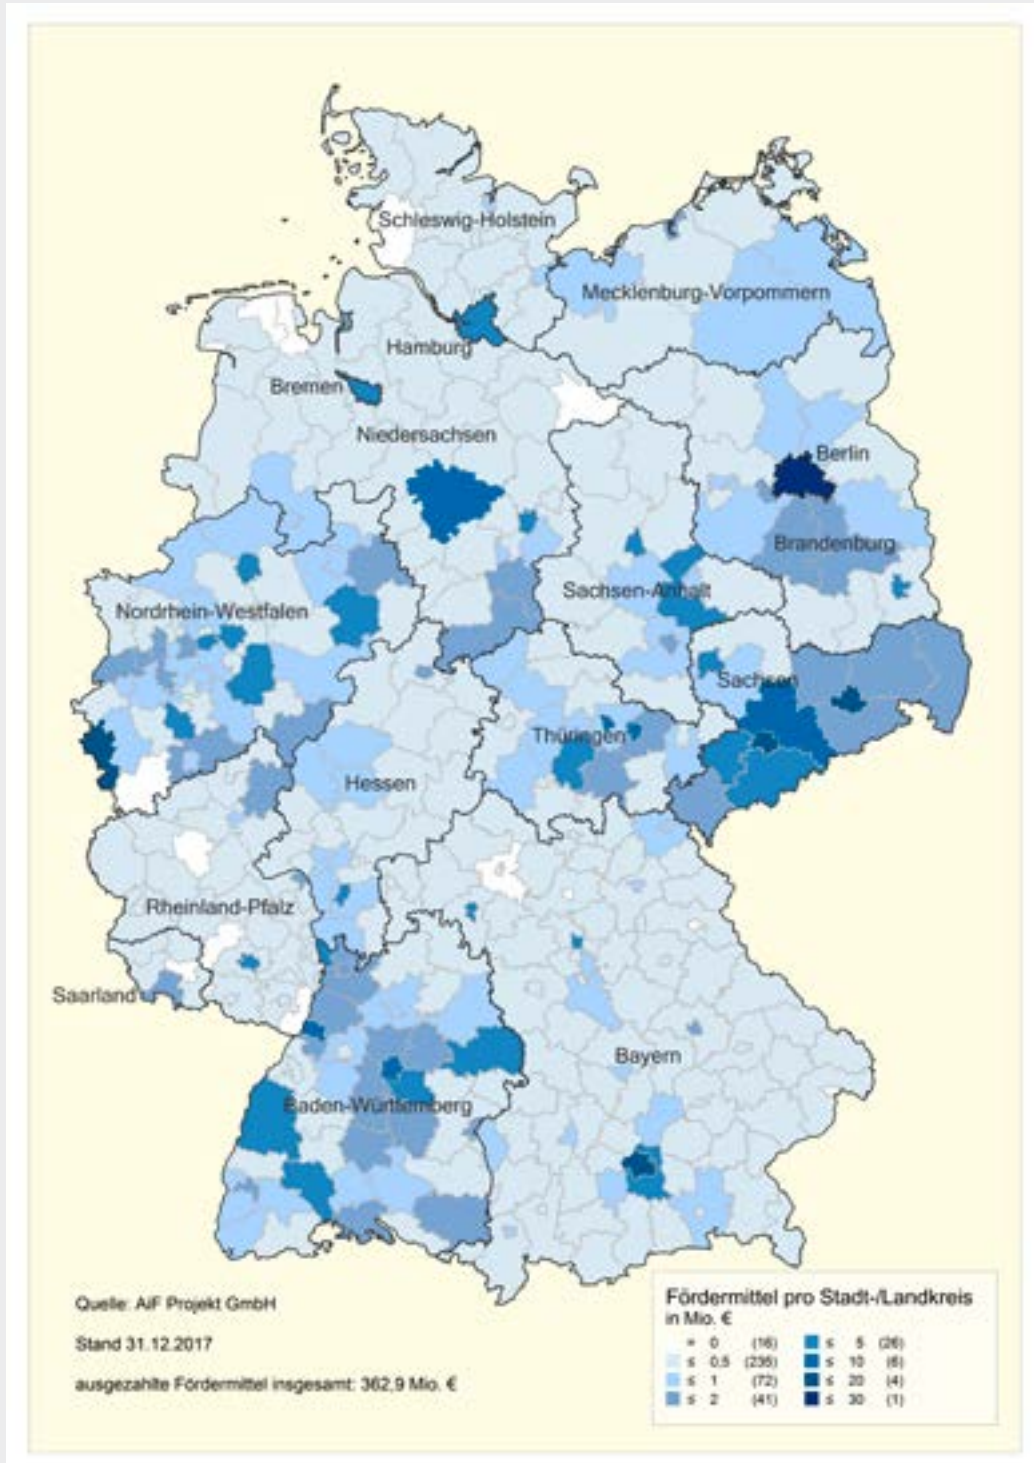 Schleswig-Holstein
Mecklenburg-Vorpommern
Hamburg
Bremen
Niedersachsen
Berlin
Brandenburg
Sachsen-Anhalt
Nordrhein-Westfalen
Sachsen
Thüringen
Hessen
Rheinland-Pfalz
Saarland
Bayern
Baden-Württemberg
Quelle: AiF Projekt GmbH
Stand 31.12.2017
ausgezahlte Fördermittel insgesamt: 362,9 Mio. €
Fördermittel pro Stadt-/Landkreis
in Mio. €
= 0 (16)
≤ 0,5 (235)
≤ 1 (72)
≤ 2 (41)
≤ 5 (26)
≤ 10 (6)
≤ 20 (4)
≤ 30 (1)